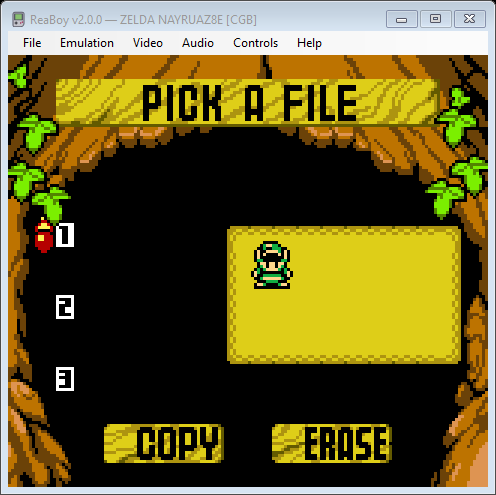 ReaBoy v2.0.0 — ZELDA NAYRUAZ8E [CGB]
File Emulation Video Audio Controls Help
PICK A FILE
1
2
3
COPY ERASE